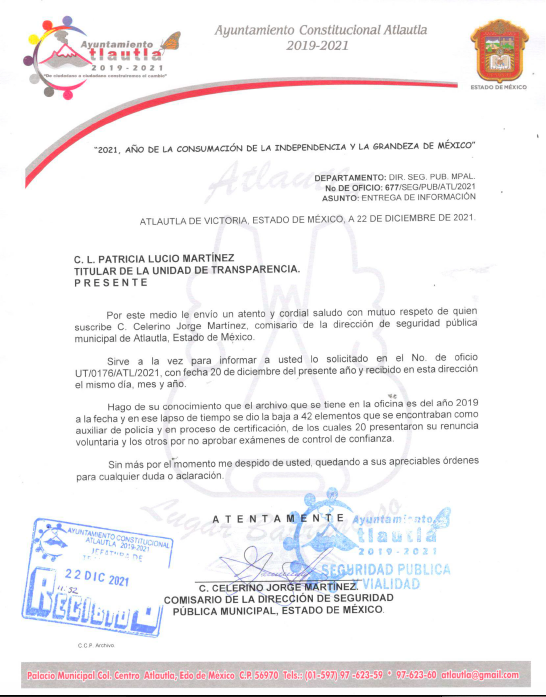 Ayuntamiento Constitucional Atlautla
2019-2021
Ayuntamiento
tlautla
2019-2021
"De ciudadano a ciudadano construiremos el cambio"
ESTADO DE MÉXICO
"2021, AÑO DE LA CONSUMACIÓN DE LA INDEPENDENCIA Y LA GRANDEZA DE MÉXICO"
Atlautla
DEPARTAMENTO: DIR. SEG. PUB. MPAL.
No DE OFICIO: 677/SEG/PUB/ATL/2021
ASUNTO: ENTREGA DE INFORMACIÓN
ATLAUTLA DE VICTORIA, ESTADO DE MÉXICO, A 22 DE DICIEMBRE DE 2021.
C. L. PATRICIA LUCIO MARTÍNEZ
TITULAR DE LA UNIDAD DE TRANSPARENCIA.
P R E S E N T E
Por este medio le envío un atento y cordial saludo con mutuo respeto de quien
suscribe C. Celerino Jorge Martínez, comisario de la dirección de seguridad pública
municipal de Atlautla, Estado de México.
Sirve a la vez para informar a usted lo solicitado en el No. de oficio
UT/0176/ATL/2021, con fecha 20 de diciembre del presente año y recibido en esta dirección
el mismo día, mes y año.
Hago de su conocimiento que el archivo que se tiene en la oficina es del año 2019
a la fecha y en ese lapso de tiempo se dio la baja a 42 elementos que se encontraban como
auxiliar de policía y en proceso de certificación, de los cuales 20 presentaron su renuncia
voluntaria y los otros por no aprobar exámenes de control de confianza.
Sin más por el momento me despido de usted, quedando a sus apreciables órdenes
para cualquier duda o aclaración.
Lugar
A T E N T A M E N T E
Ayuntamiento
tlautla
2019-2021
SEGURIDAD PUBLICA
VIALIDAD
AYUNTAMIENTO CONSTITUCIONAL
ATLAUTLA 2019-2021
JEFATURA DE
22 DIC 2021
RECIBIDO
C. CELERINO JORGE MARTÍNEZ.
COMISARIO DE LA DIRECCIÓN DE SEGURIDAD
PÚBLICA MUNICIPAL, ESTADO DE MÉXICO.
C.C.P. Archivo.
Palacio Municipal Col. Centro Atlautla, Edo de México C.P. 56970 Tels.: (01-597) 97 -623-59 * 97-623-60 atlautla@gmail.com